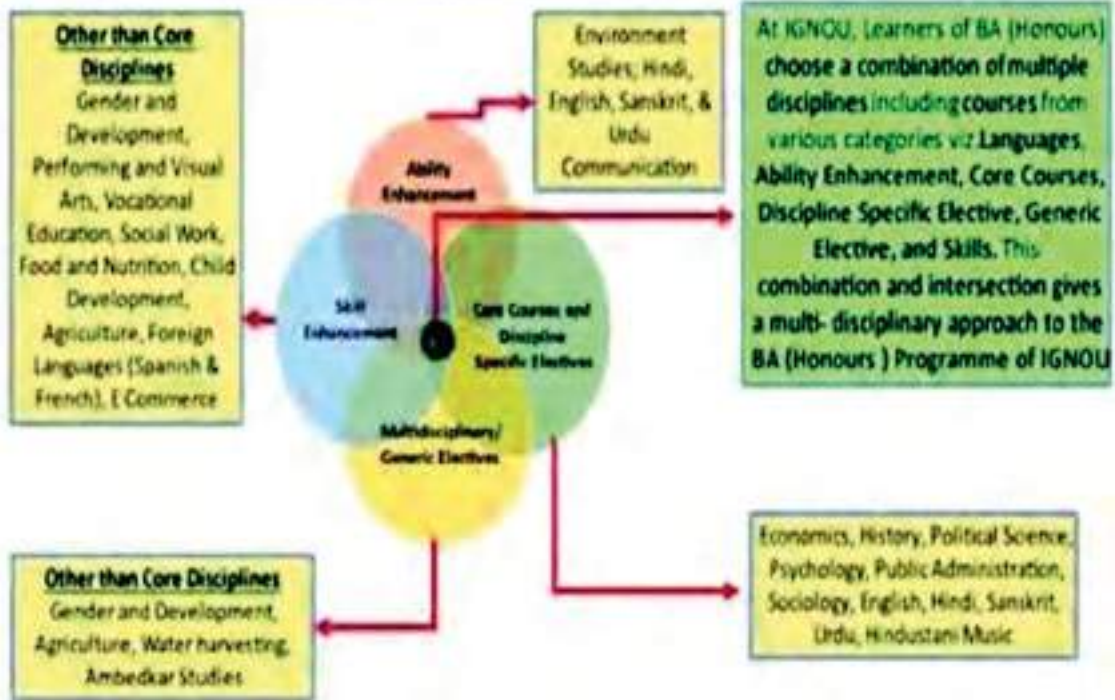 Other than Core
Disciplines
Gender and
Development,
Performing and Visual
Arts, Vocational
Education, Social Work,
Food and Nutrition, Child
Development,
Agriculture, Foreign
Languages (Spanish &
French), E Commerce
Environment
Studies, Hindi,
English, Sanskrit, &
Urdu
Communication
At IGNOU, Learners of BA (Honours)
choose a combination of multiple
disciplines including courses from
various categories viz Languages,
Ability Enhancement, Core Courses,
Discipline Specific Elective, Generic
Elective, and Skills. This
combination and intersection gives
a multi- disciplinary approach to the
BA (Honours ) Programme of IGNOU
Ability
Enhancement
Skill
Enhancement
Core Courses and
Discipline
Specific Electives
Multidisciplinary/
Generic Electives
Other than Core Disciplines
Gender and Development,
Agriculture, Water harvesting,
Ambedkar Studies
Economics, History, Political Science,
Psychology, Public Administration,
Sociology, English, Hindi, Sanskrit,
Urdu, Hindustani Music